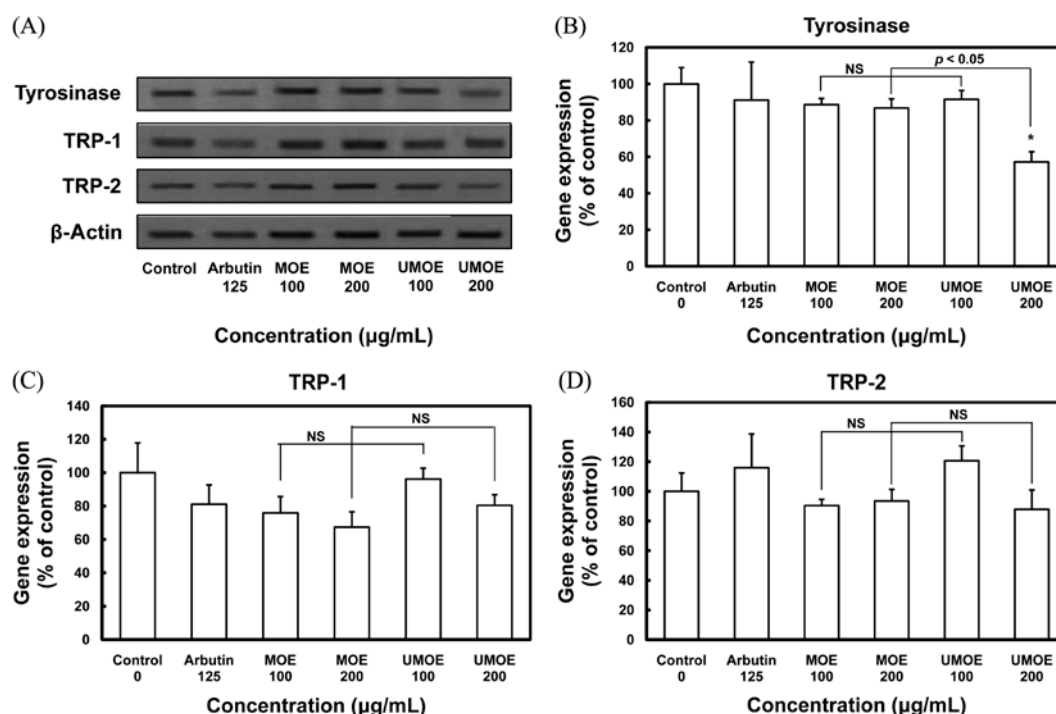 (A)
Tyrosinase
TRP-1
TRP-2
β-Actin
Control Arbutin MOE MOE UMOE UMOE
125 100 200 100 200
Concentration (µg/mL)
(B)
Tyrosinase
Gene expression
(% of control)
120
100
80
60
40
20
0
NS
p < 0.05
*
Control Arbutin MOE MOE UMOE UMOE
0 125 100 200 100 200
Concentration (µg/mL)
(C)
TRP-1
Gene expression
(% of control)
140
120
100
80
60
40
20
0
NS
NS
Control Arbutin MOE MOE UMOE UMOE
0 125 100 200 100 200
Concentration (µg/mL)
(D)
TRP-2
Gene expression
(% of control)
160
140
120
100
80
60
40
20
0
NS
NS
Control Arbutin MOE MOE UMOE UMOE
0 125 100 200 100 200
Concentration (µg/mL)